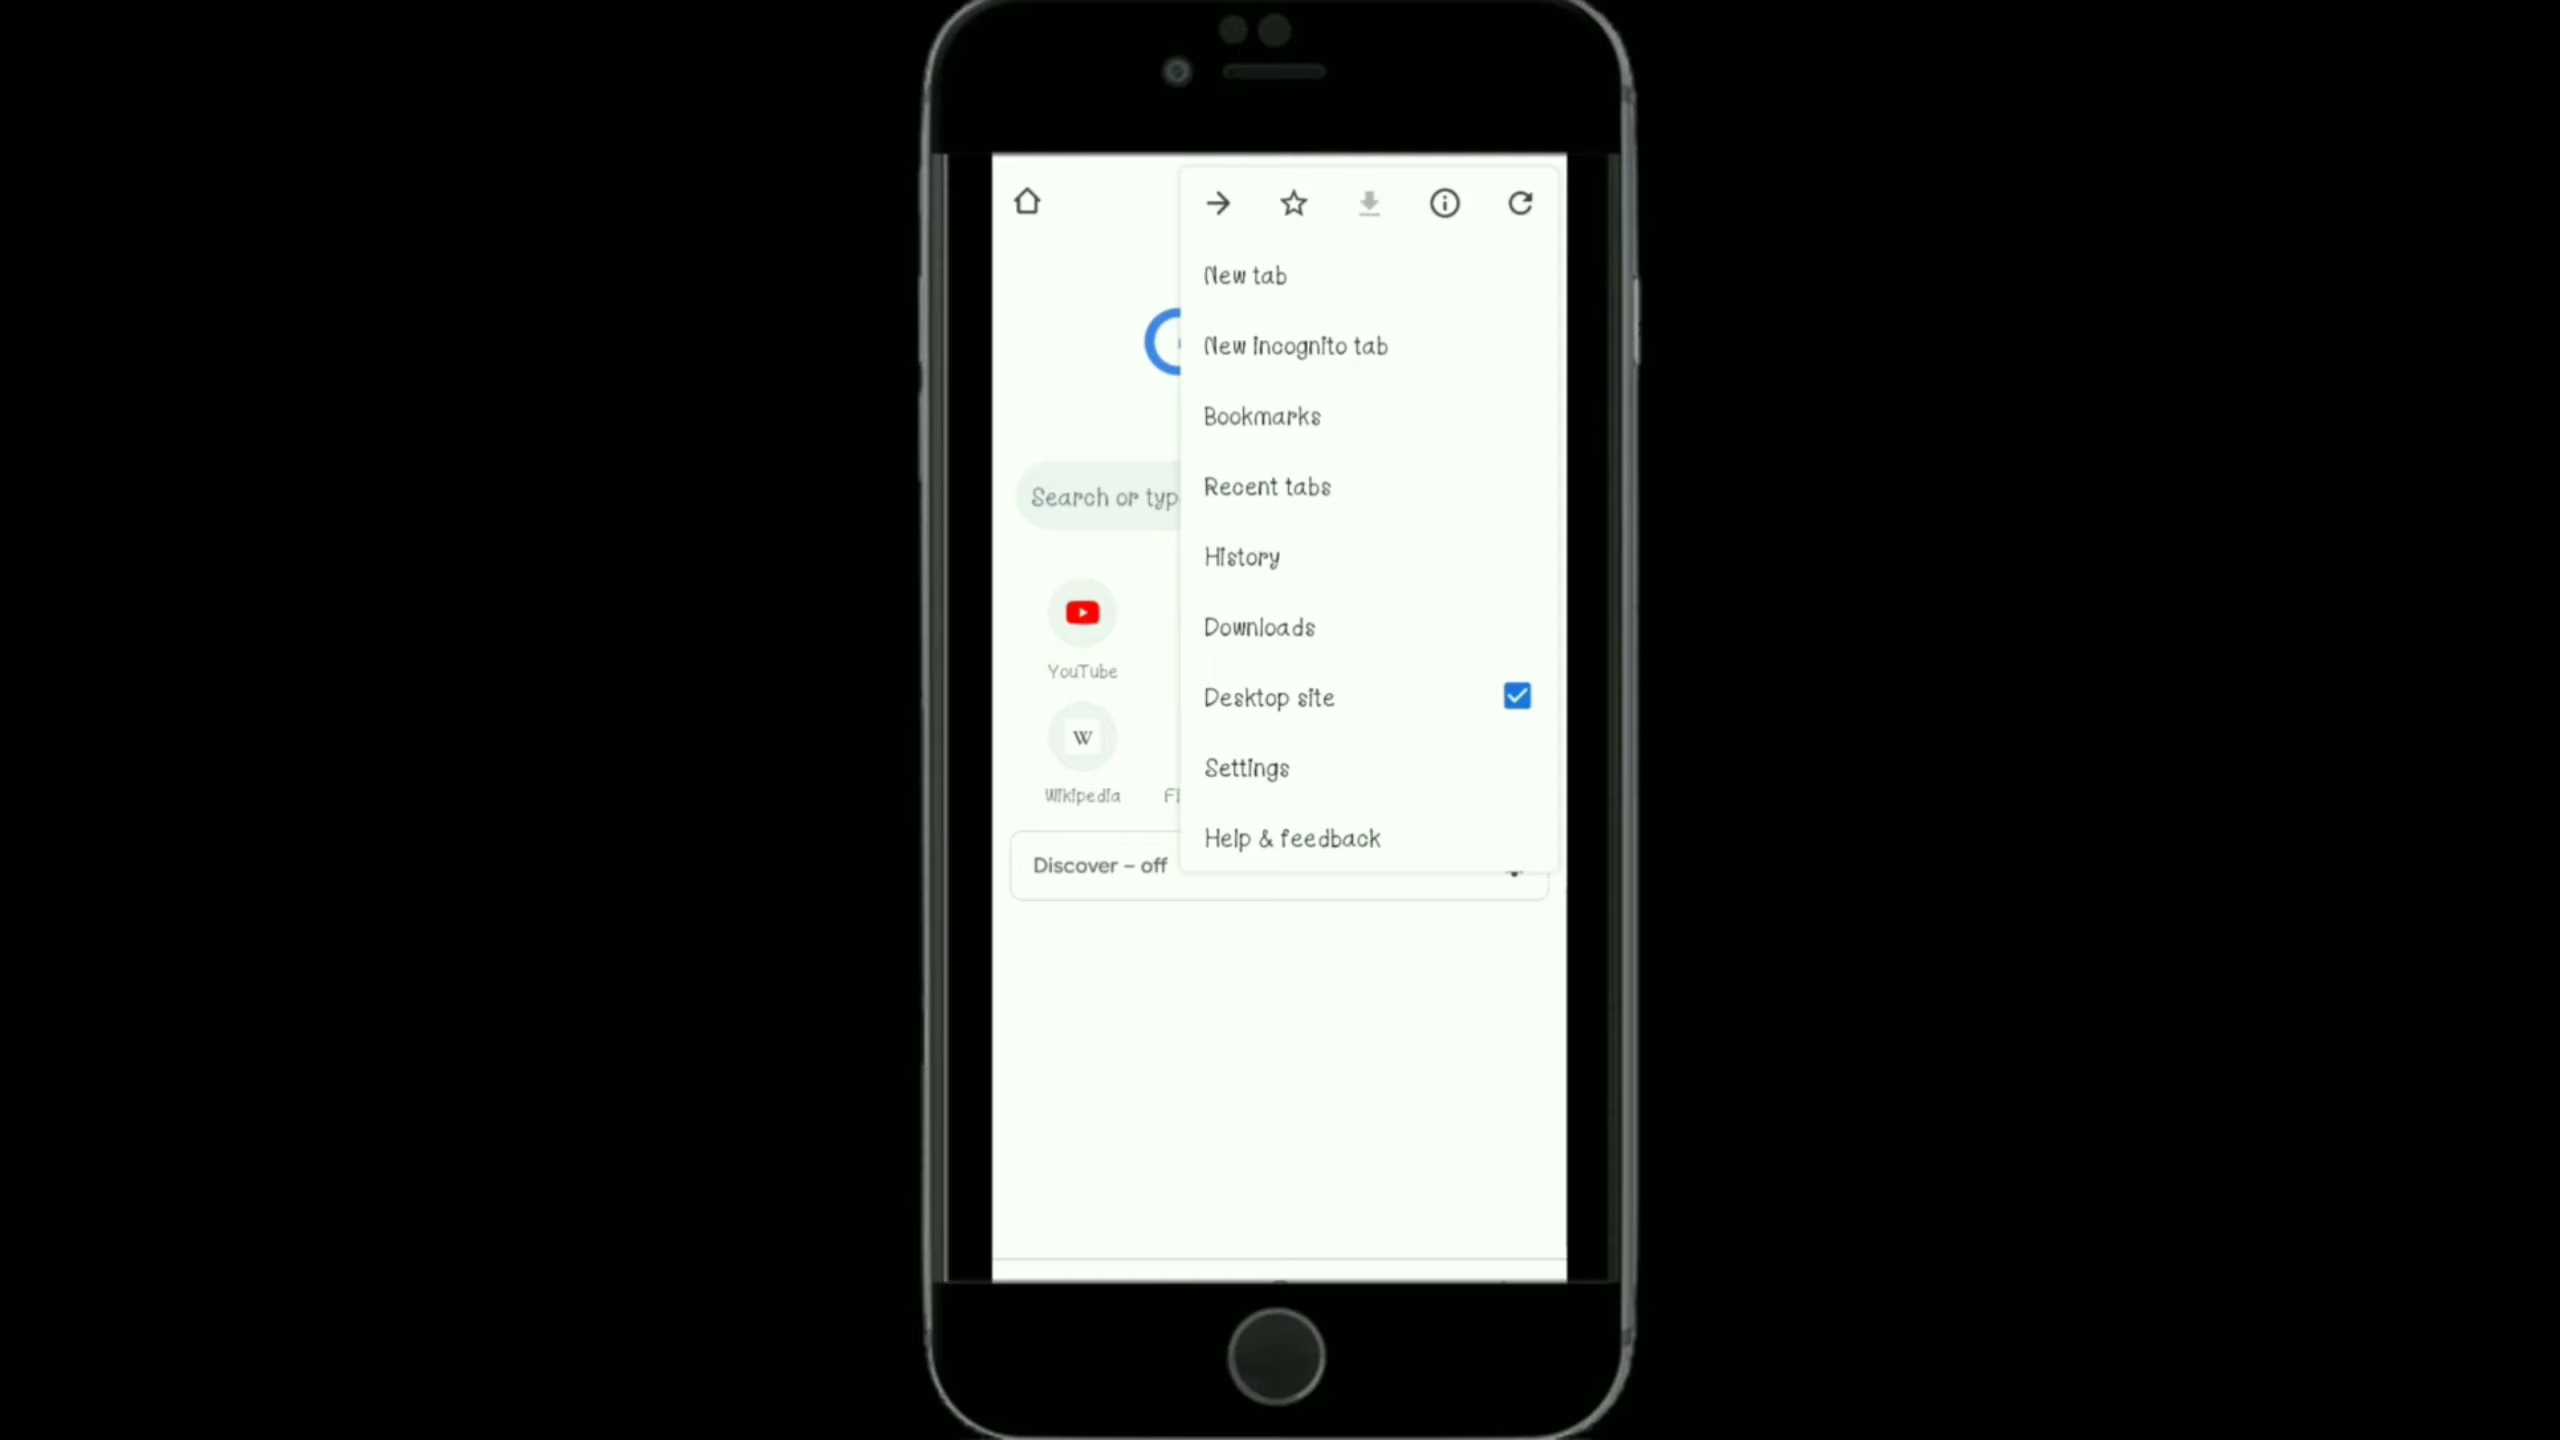 New tab
New incognito tab
Bookmarks
Recent tabs
History
Downloads
Desktop site
Settings
Help & feedback
Search or typ
YouTube
W
Wikipedia
Fl
Discover – off